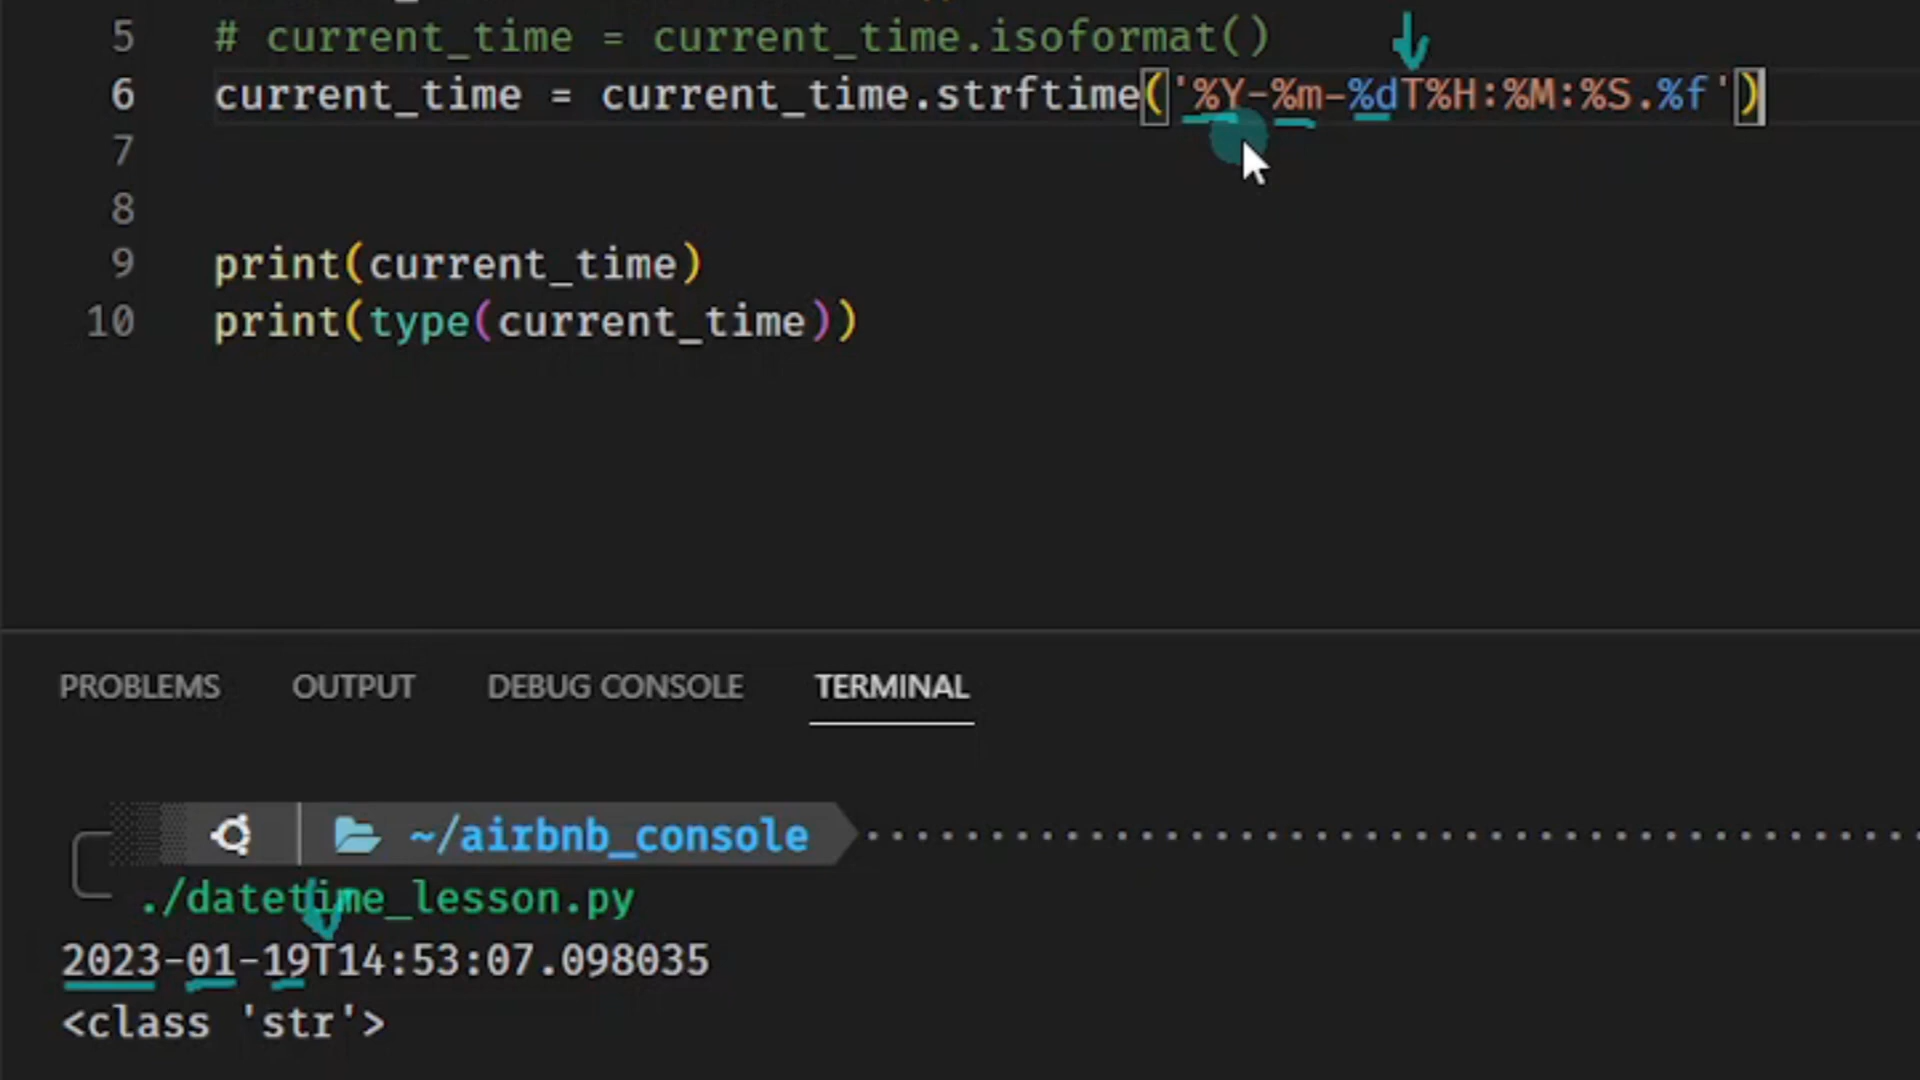 5 # current_time = current_time.isoformat()
6 current_time = current_time.strftime('%Y-%m-%dT%H:%M:%S.%f')
7
8
9 print(current_time)
10 print(type(current_time))
PROBLEMS OUTPUT DEBUG CONSOLE TERMINAL
~/airbnb_console
./datetime_lesson.py
2023-01-19T14:53:07.098035
<class 'str'>